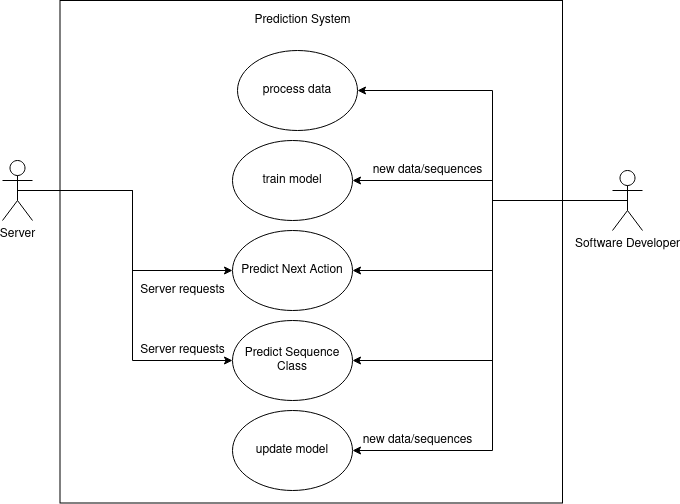 Prediction System
process data
train model
new data/sequences
Server
Software Developer
Predict Next Action
Server requests
Server requests
Predict Sequence
Class
update model
new data/sequences